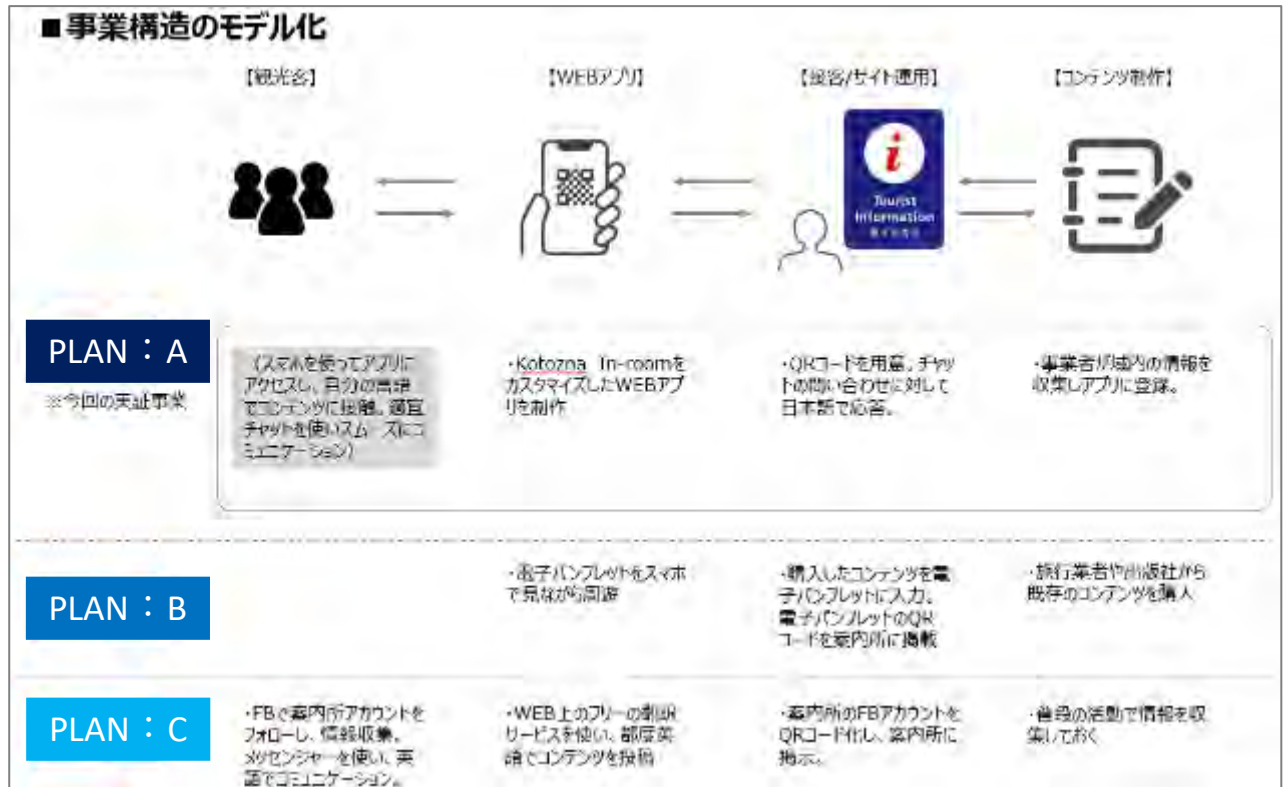 ■事業構造のモデル化
【観光客】
【WEBアプリ】
【接客/サイト運用】
【コンテンツ制作】
i
Tourist
Information
PLAN：A
※今回の実証事業
（スマホを使ってアプリに
アクセスし、自分の言語
でコンテンツに接触。適宜
チャットを使いスムーズにコ
ミュニケーション）
・Kotozna In-roomを
カスタマイズしたWEBアプ
リを制作
・QRコードを用意。チャッ
トの問い合わせに対して
日本語で応答。
・事業者が域内の情報を
収集しアプリに登録。
PLAN：B
・電子パンフレットをスマホ
で見ながら周遊
・購入したコンテンツを電
子パンフレットに入力。
電子パンフレットのQR
コードを案内所に掲載
・旅行業者や出版社から
既存のコンテンツを購入
PLAN：C
・FBで案内所アカウントを
フォローし、情報収集。
メッセンジャーを使い、英
語でコミュニケーション。
・WEB上のフリーの翻訳
サービスを使い、都度英
語でコンテンツを投稿
・案内所のFBアカウントを
QRコード化し、案内所に
掲示。
・普段の活動で情報を収
集しておく